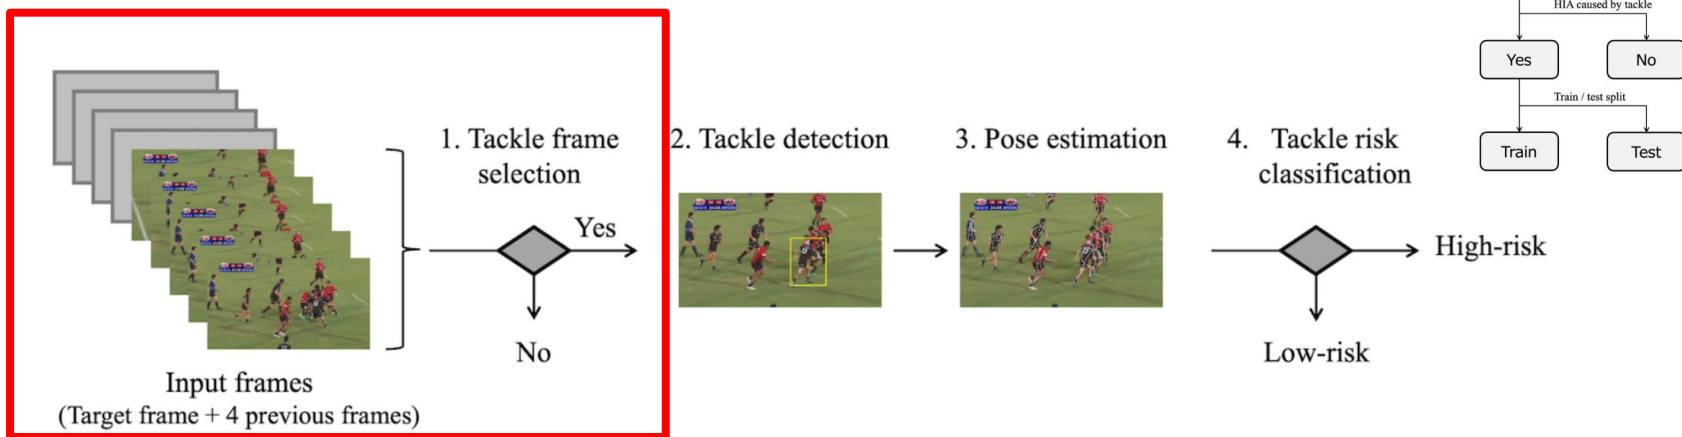 HIA caused by tackle
Yes
No
Train / test split
Train
Test
1. Tackle frame
selection
Yes
No
Input frames
(Target frame + 4 previous frames)
2. Tackle detection
3. Pose estimation
4. Tackle risk
classification
High-risk
Low-risk